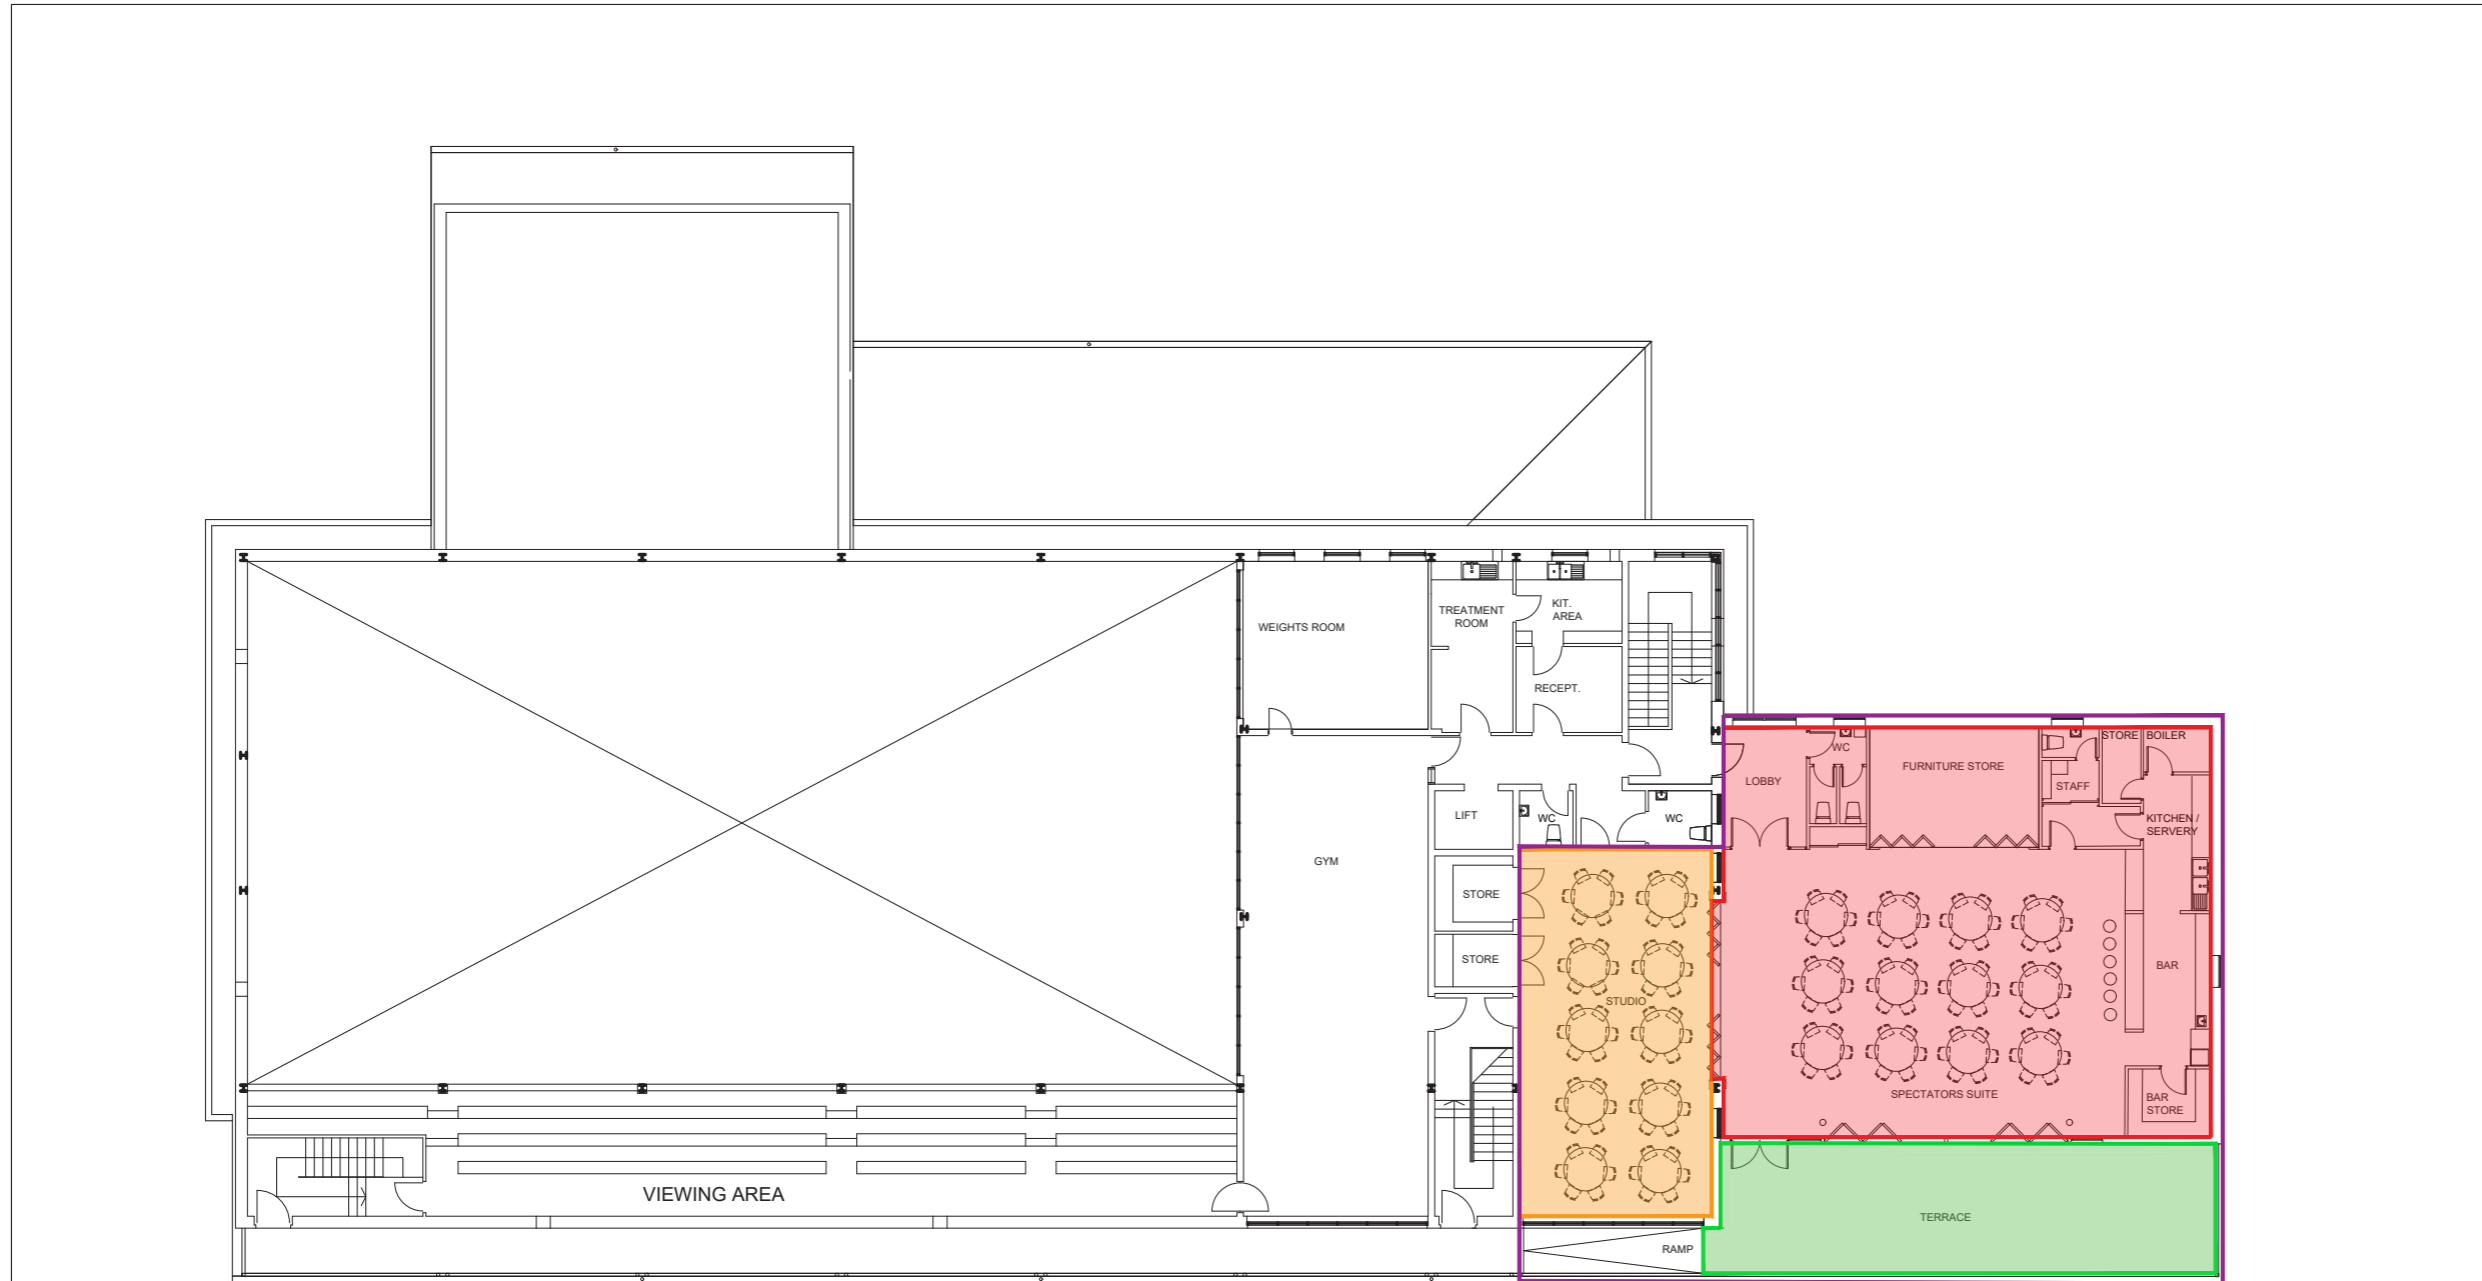 TREATMENT
ROOM
KIT.
AREA
WEIGHTS ROOM
RECEPT.
STORE
BOILER
WC
FURNITURE STORE
LOBBY
STAFF
LIFT
WC
WC
KITCHEN /
SERVERY
GYM
STORE
STORE
BAR
STUDIO
SPECTATORS SUITE
BAR
STORE
VIEWING AREA
TERRACE
RAMP